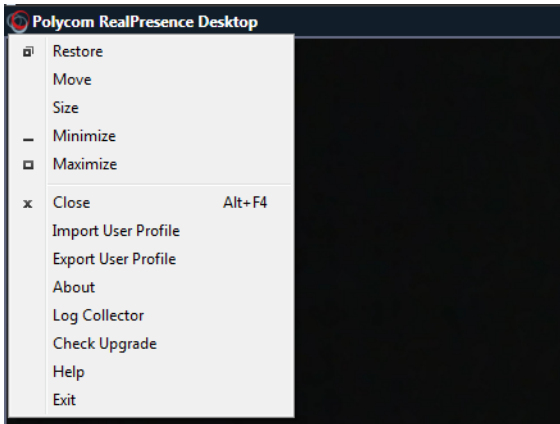 Polycom RealPresence Desktop
Restore
Move
Size
Minimize
Maximize
Close Alt+F4
Import User Profile
Export User Profile
About
Log Collector
Check Upgrade
Help
Exit